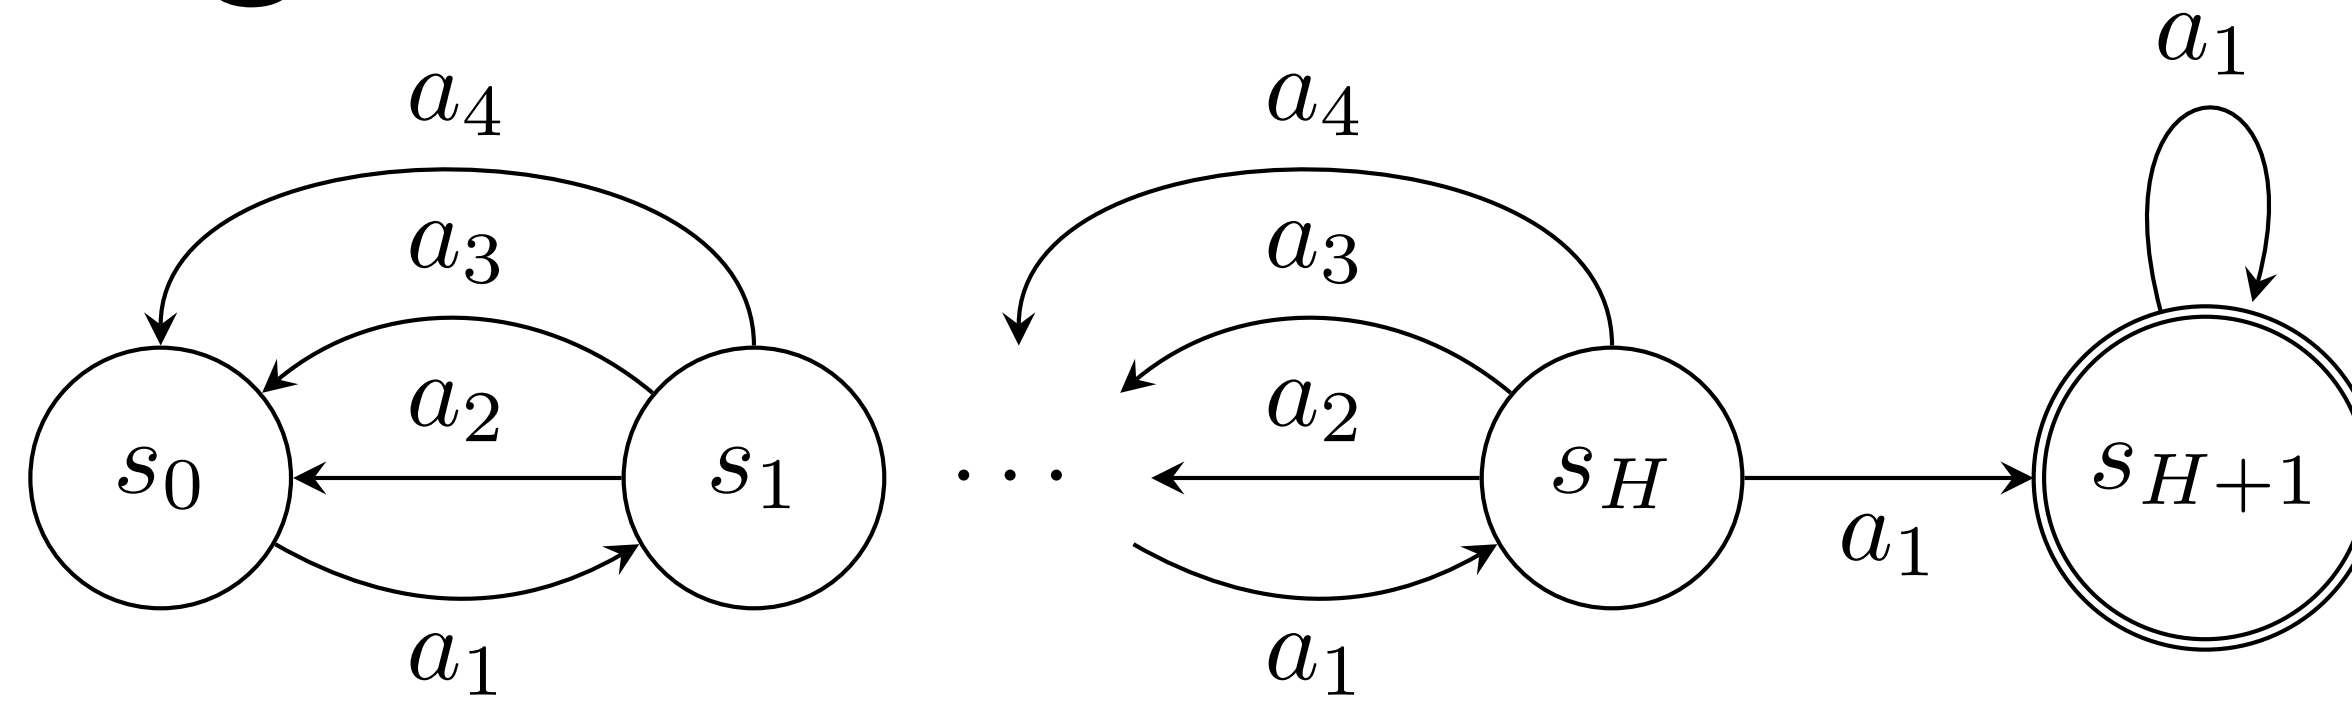 a_1
a_4 a_4
a_3 a_3
a_2 a_2
s_0 s_1 ... s_H s_{H+1}
a_1
a_1 a_1